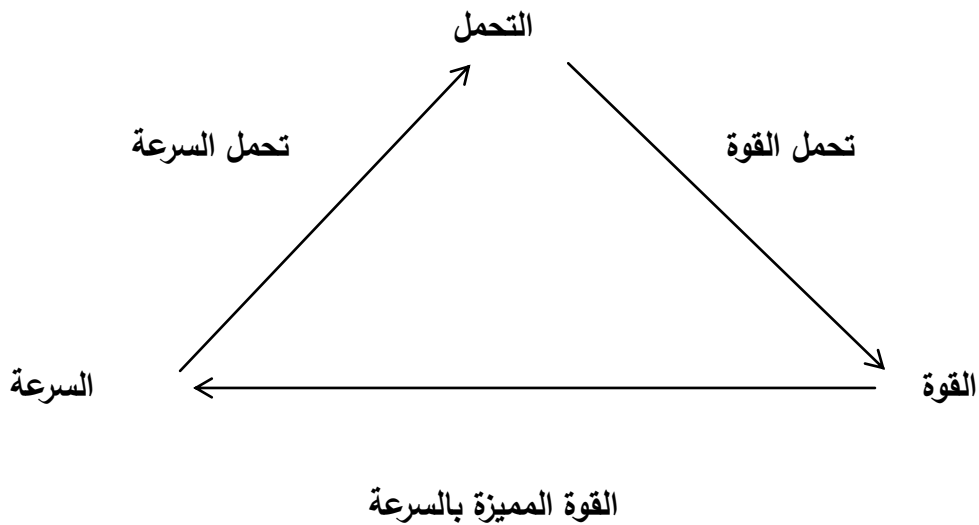 التحمل
تحمل القوة
تحمل السرعة
القوة
السرعة
القوة المميزة بالسرعة